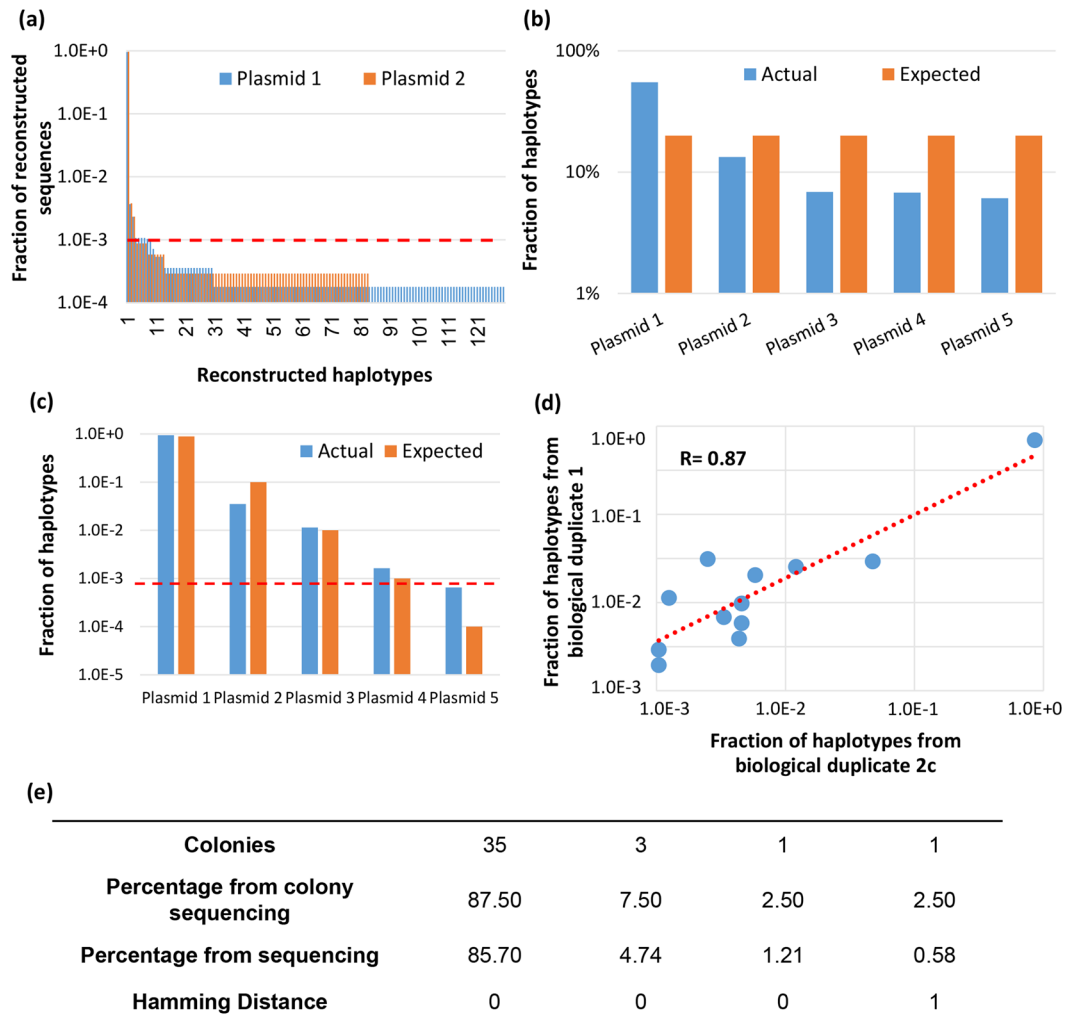 (a)
Fraction of reconstructed
sequences
1.0E+0
1.0E-1
1.0E-2
1.0E-3
1.0E-4
Plasmid 1
Plasmid 2
1
11
21
31
41
51
61
71
81
91
101
111
121
Reconstructed haplotypes
(b)
Fraction of haplotypes
100%
10%
1%
Actual
Expected
Plasmid 1
Plasmid 2
Plasmid 3
Plasmid 4
Plasmid 5
(c)
Fraction of haplotypes
1.0E+0
1.0E-1
1.0E-2
1.0E-3
1.0E-4
1.0E-5
Actual
Expected
Plasmid 1 Plasmid 2 Plasmid 3 Plasmid 4 Plasmid 5
(d)
Fraction of haplotypes from
biological duplicate 1
1.0E+0
1.0E-1
1.0E-2
1.0E-3
R= 0.87
1.0E-3 1.0E-2 1.0E-1 1.0E+0
Fraction of haplotypes from
biological duplicate 2c
(e)
Colonies 35 3 1 1
Percentage from colony
sequencing 87.50 7.50 2.50 2.50
Percentage from sequencing 85.70 4.74 1.21 0.58
Hamming Distance 0 0 0 1